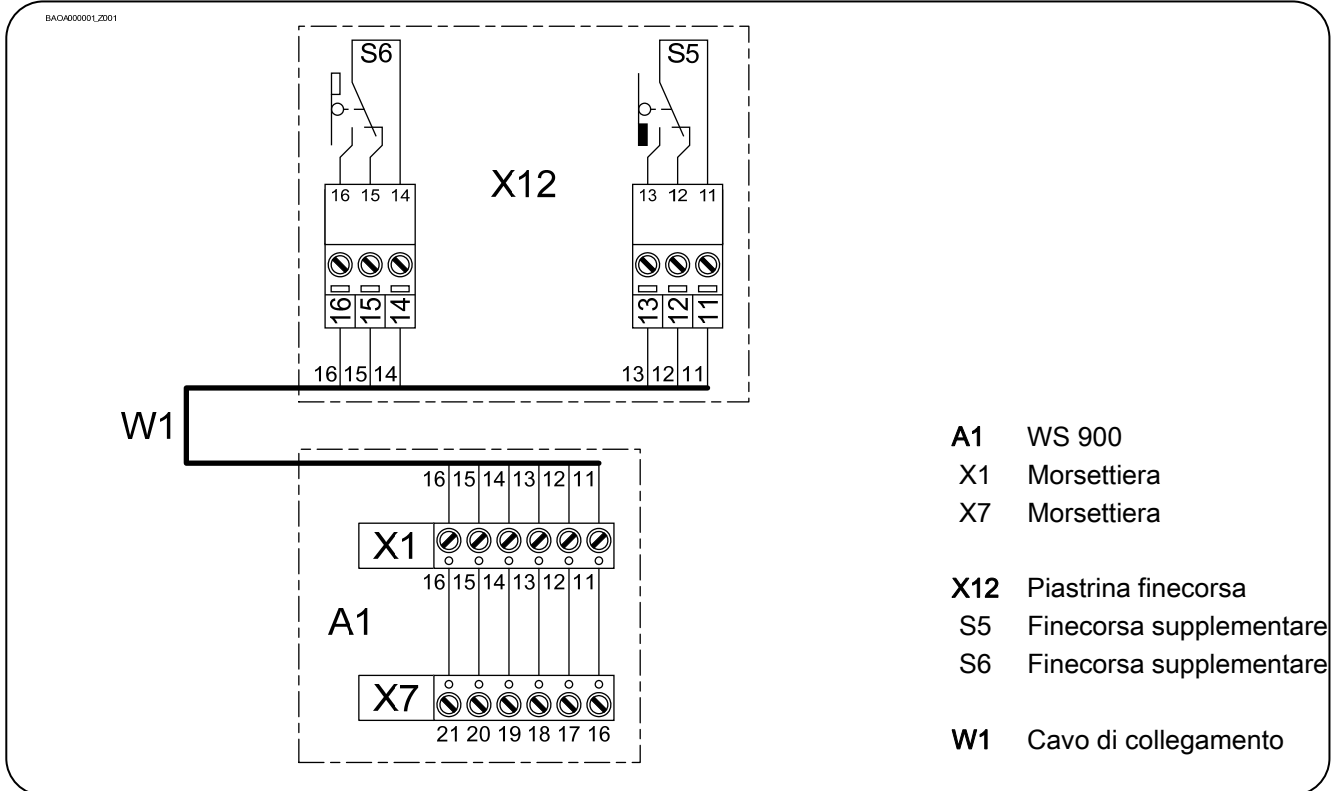 BAOA000001_Z001
S6 S5
X12
16 15 14 13 12 11
16 15 14 13 12 11
16 15 14 13 12 11
W1
16 15 14 13 12 11
X1
16 15 14 13 12 11
A1
X7
21 20 19 18 17 16
A1 WS 900
X1 Morsettiera
X7 Morsettiera
X12 Piastrina finecorsa
S5 Finecorsa supplementare
S6 Finecorsa supplementare
W1 Cavo di collegamento